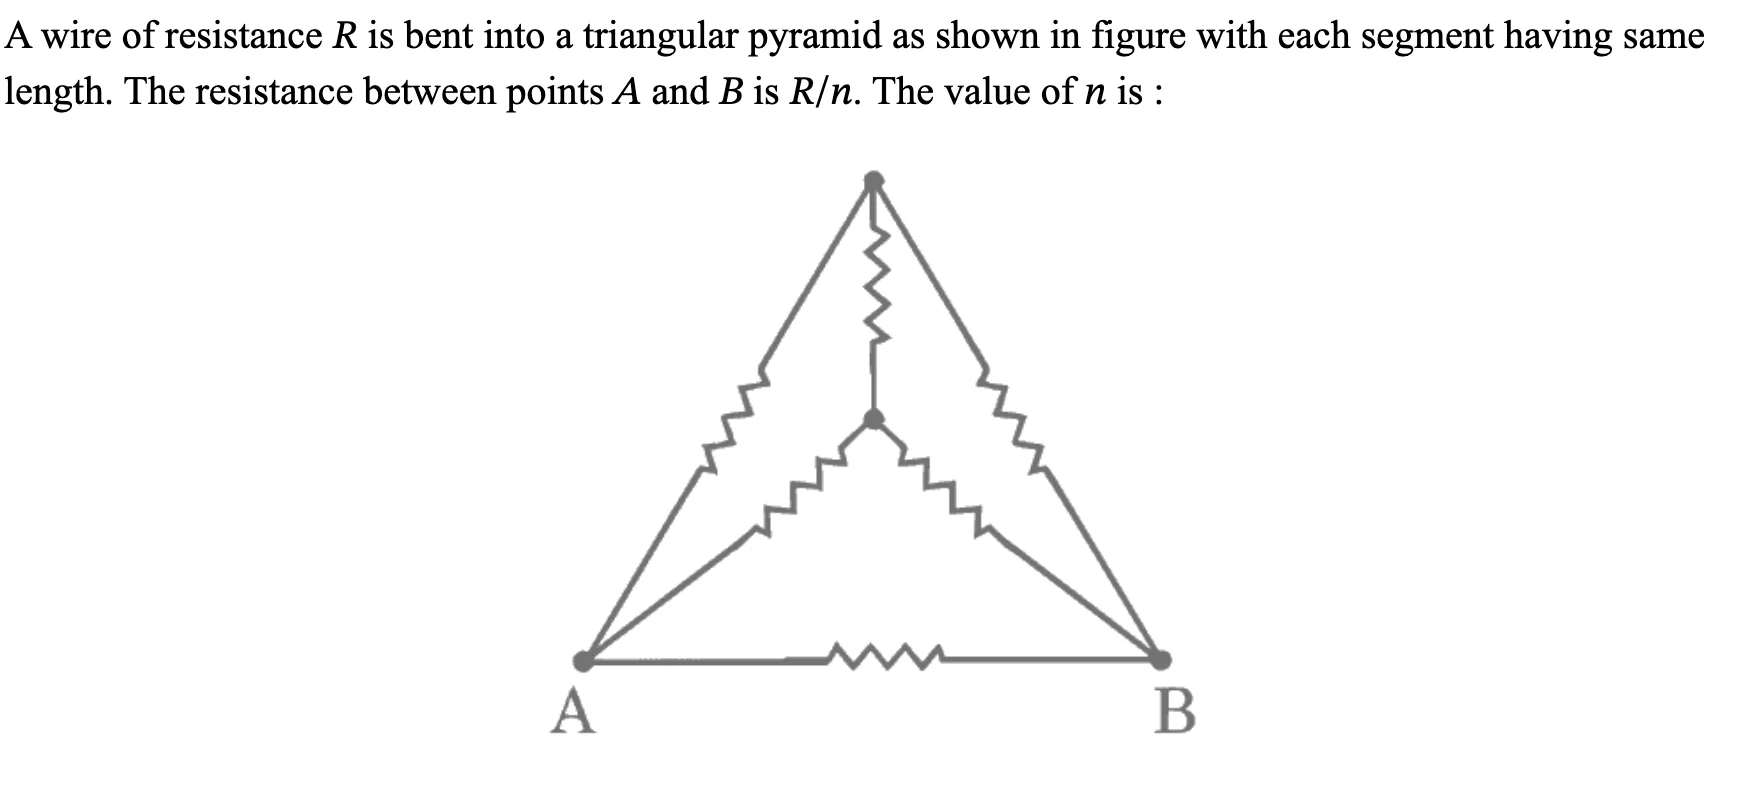 A wire of resistance R is bent into a triangular pyramid as shown in figure with each segment having same
length. The resistance between points A and B is R/n. The value of n is :
A
B